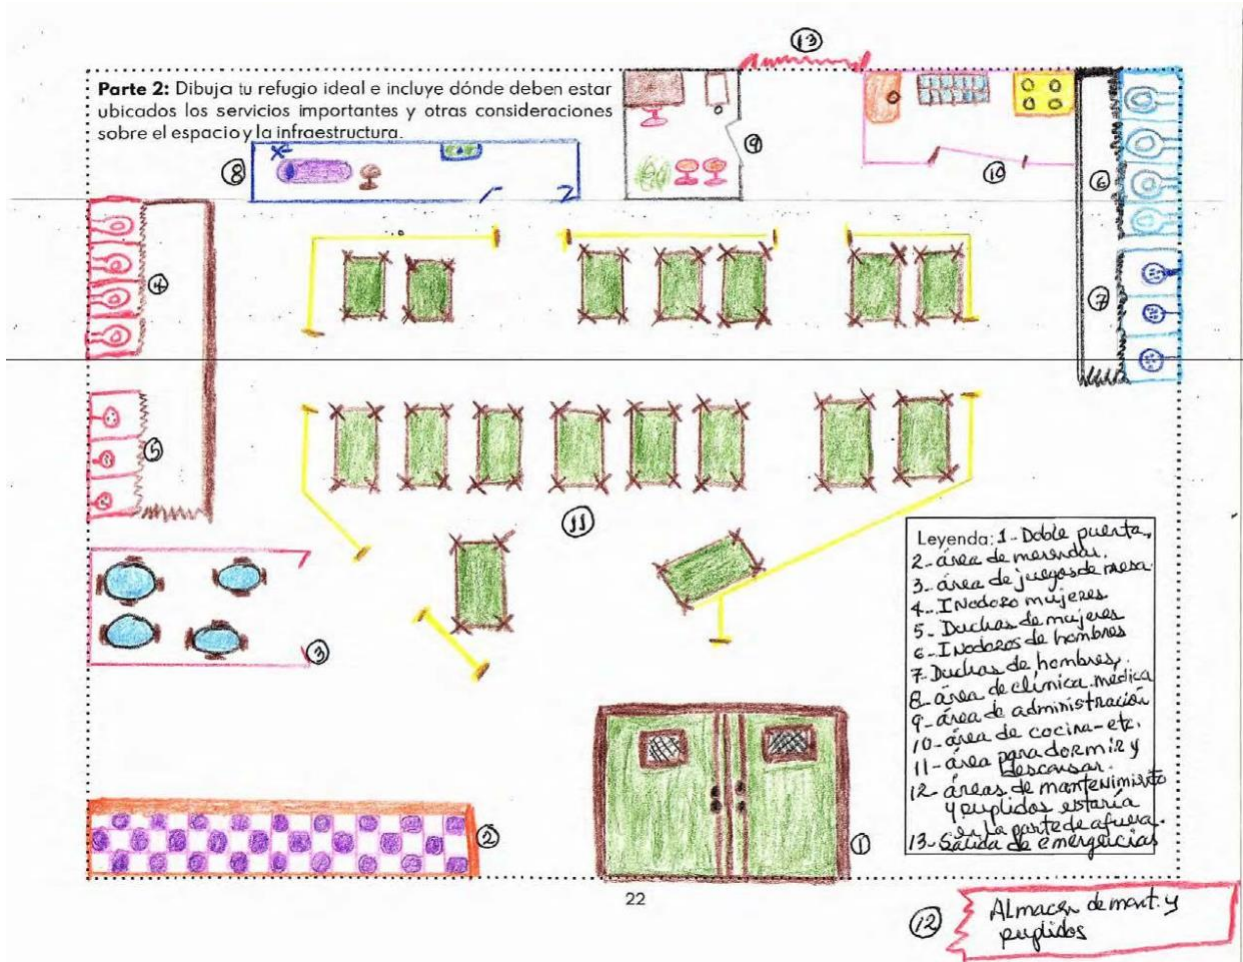 13
Parte 2: Dibuja tu refugio ideal e incluye dónde deben estar
ubicados los servicios importantes y otras consideraciones
sobre el espacio y la infraestructura.
8
9
10
6
4
7
5
11
3
2
1
Leyenda: 1- Doble puerta,
2- área de merendar.
3- área de juegos de mesa.
4- INodoro mujeres
5- Duchas de mujeres
6- INodoros de hombres
7- Duchas de hombres,
8- área de clínica médica
9- área de administración
10- área de cocina-etc.
11- área para dormir y
descansar.
12- áreas de mantenimiento
y puplidos estaría
en la parte de afuera.
13- Salida de emergencias
22
12
Almacen de mant. y
puplidos